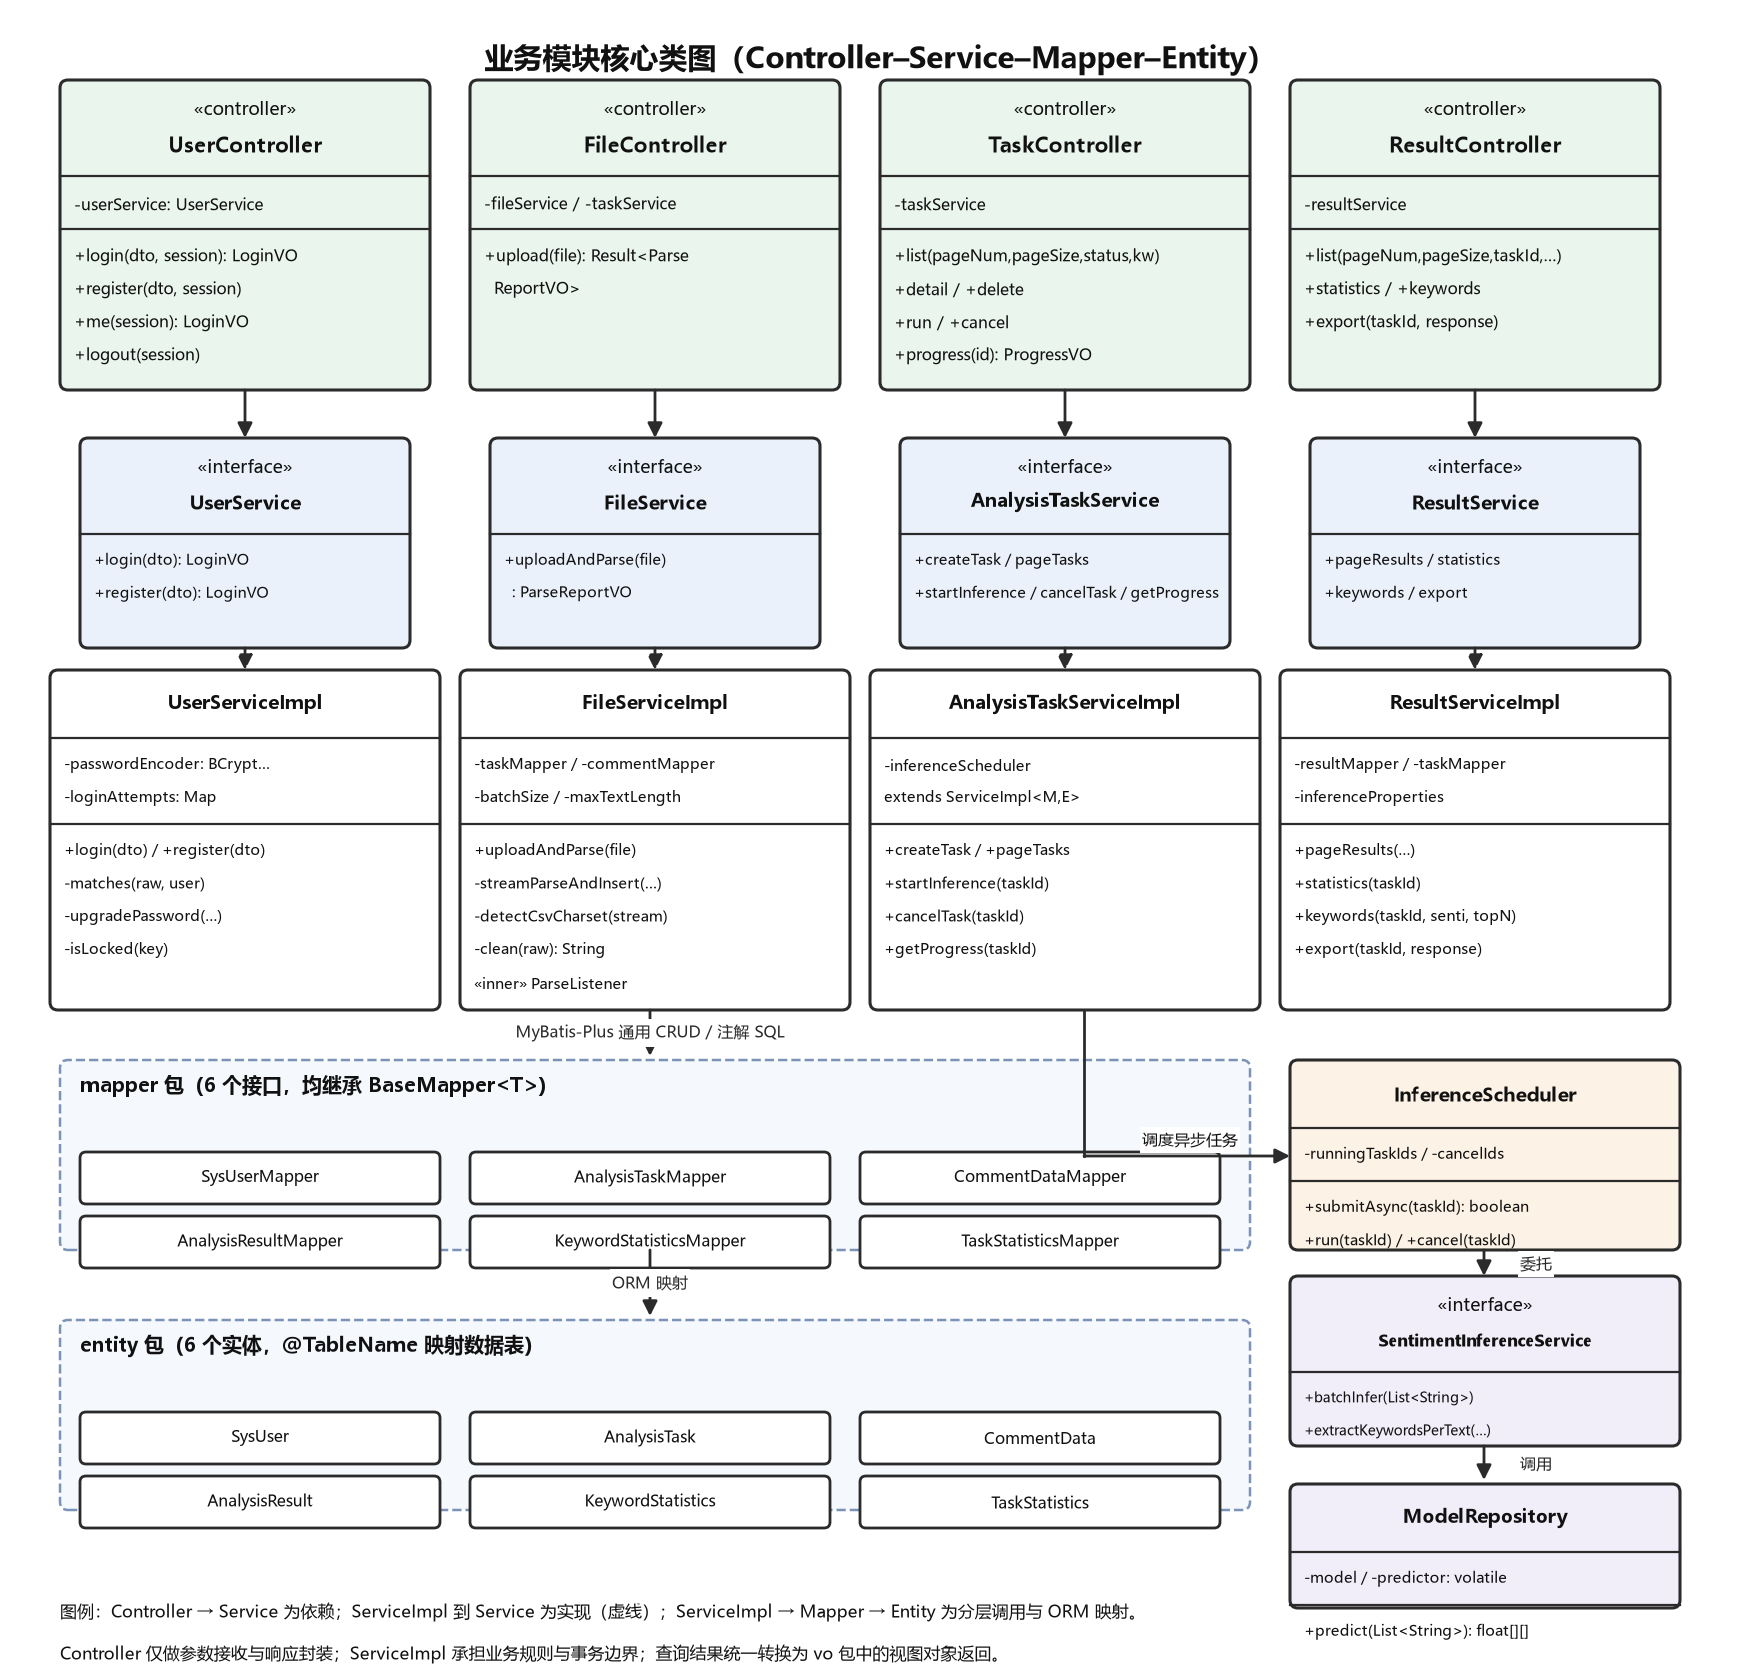 业务模块核心类图（Controller–Service–Mapper–Entity）
«controller»
UserController
-userService: UserService
+login(dto, session): LoginVO
+register(dto, session)
+me(session): LoginVO
+logout(session)
«controller»
FileController
-fileService / -taskService
+upload(file): Result<Parse
ReportVO>
«controller»
TaskController
-taskService
+list(pageNum,pageSize,status,kw)
+detail / +delete
+run / +cancel
+progress(id): ProgressVO
«controller»
ResultController
-resultService
+list(pageNum,pageSize,taskId,...)
+statistics / +keywords
+export(taskId, response)
«interface»
UserService
+login(dto): LoginVO
+register(dto): LoginVO
«interface»
FileService
+uploadAndParse(file)
: ParseReportVO
«interface»
AnalysisTaskService
+createTask / pageTasks
+startInference / cancelTask / getProgress
«interface»
ResultService
+pageResults / statistics
+keywords / export
UserServiceImpl
-passwordEncoder: BCrypt...
-loginAttempts: Map
+login(dto) / +register(dto)
-matches(raw, user)
-upgradePassword(...)
-isLocked(key)
FileServiceImpl
-taskMapper / -commentMapper
-batchSize / -maxTextLength
+uploadAndParse(file)
-streamParseAndInsert(...)
-detectCsvCharset(stream)
-clean(raw): String
«inner» ParseListener
AnalysisTaskServiceImpl
-inferenceScheduler
extends ServiceImpl<M,E>
+createTask / +pageTasks
+startInference(taskId)
+cancelTask(taskId)
+getProgress(taskId)
ResultServiceImpl
-resultMapper / -taskMapper
-inferenceProperties
+pageResults(...)
+statistics(taskId)
+keywords(taskId, senti, topN)
+export(taskId, response)
MyBatis-Plus 通用 CRUD / 注解 SQL
mapper 包（6 个接口，均继承 BaseMapper<T>）
调度异步任务
SysUserMapper
AnalysisTaskMapper
CommentDataMapper
AnalysisResultMapper
KeywordStatisticsMapper
TaskStatisticsMapper
InferenceScheduler
-runningTaskIds / -cancelIds
+submitAsync(taskId): boolean
+run(taskId) / +cancel(taskId)
委托
ORM 映射
entity 包（6 个实体，@TableName 映射数据表）
SysUser
AnalysisTask
CommentData
AnalysisResult
KeywordStatistics
TaskStatistics
«interface»
SentimentInferenceService
+batchInfer(List<String>)
+extractKeywordsPerText(...)
调用
ModelRepository
-model / -predictor: volatile
+predict(List<String>): float[][]
图例：Controller → Service 为依赖；ServiceImpl 到 Service 为实现（虚线）；ServiceImpl → Mapper → Entity 为分层调用与 ORM 映射。
Controller 仅做参数接收与响应封装；ServiceImpl 承担业务规则与事务边界；查询结果统一转换为 vo 包中的视图对象返回。